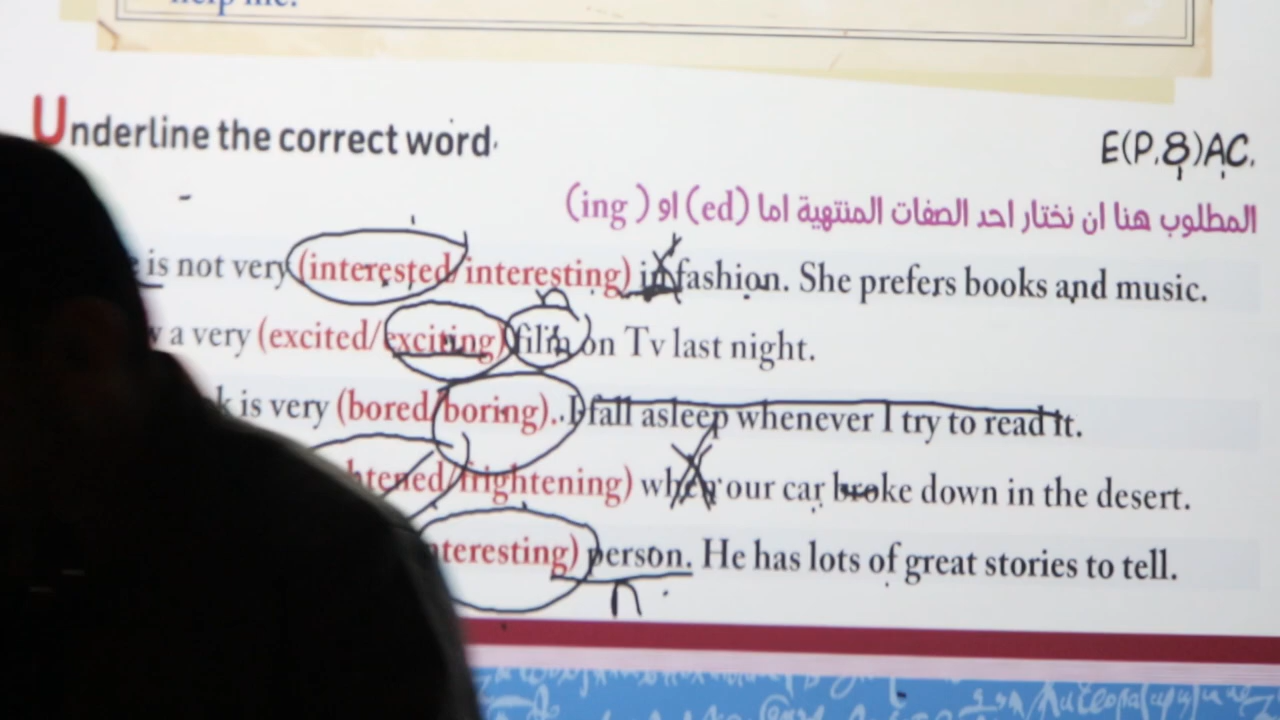 help me.
Underline the correct word.
E(P.8)AC.
المطلوب هنا ان نختار احد الصفات المنتهية اما (ed) او (ing)
is not very (interested/interesting) in fashion. She prefers books and music.
a very (excited/exciting) film on Tv last night.
n
is very (bored/boring). I fall asleep whenever I try to read it.
/frightening) when our car broke down in the desert.
person. He has lots of great stories to tell.
n